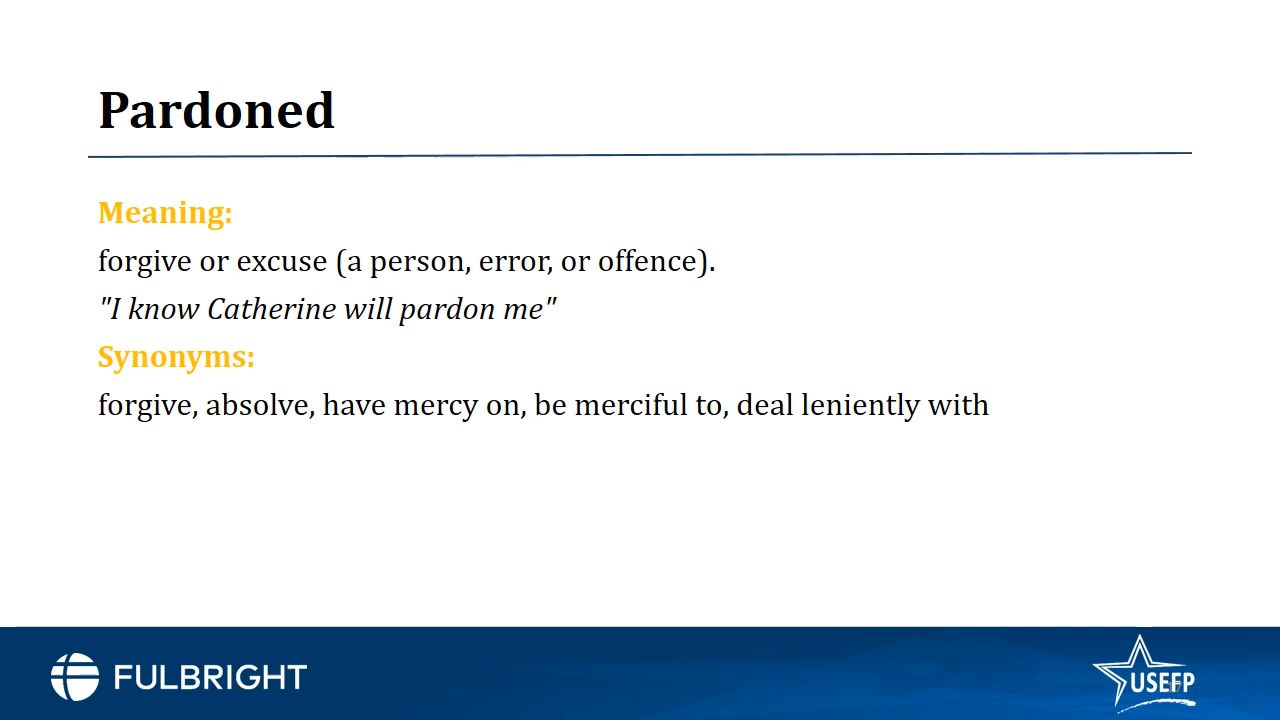 Pardoned
Meaning:
forgive or excuse (a person, error, or offence).
"I know Catherine will pardon me"
Synonyms:
forgive, absolve, have mercy on, be merciful to, deal leniently with
FULBRIGHT
USEFP